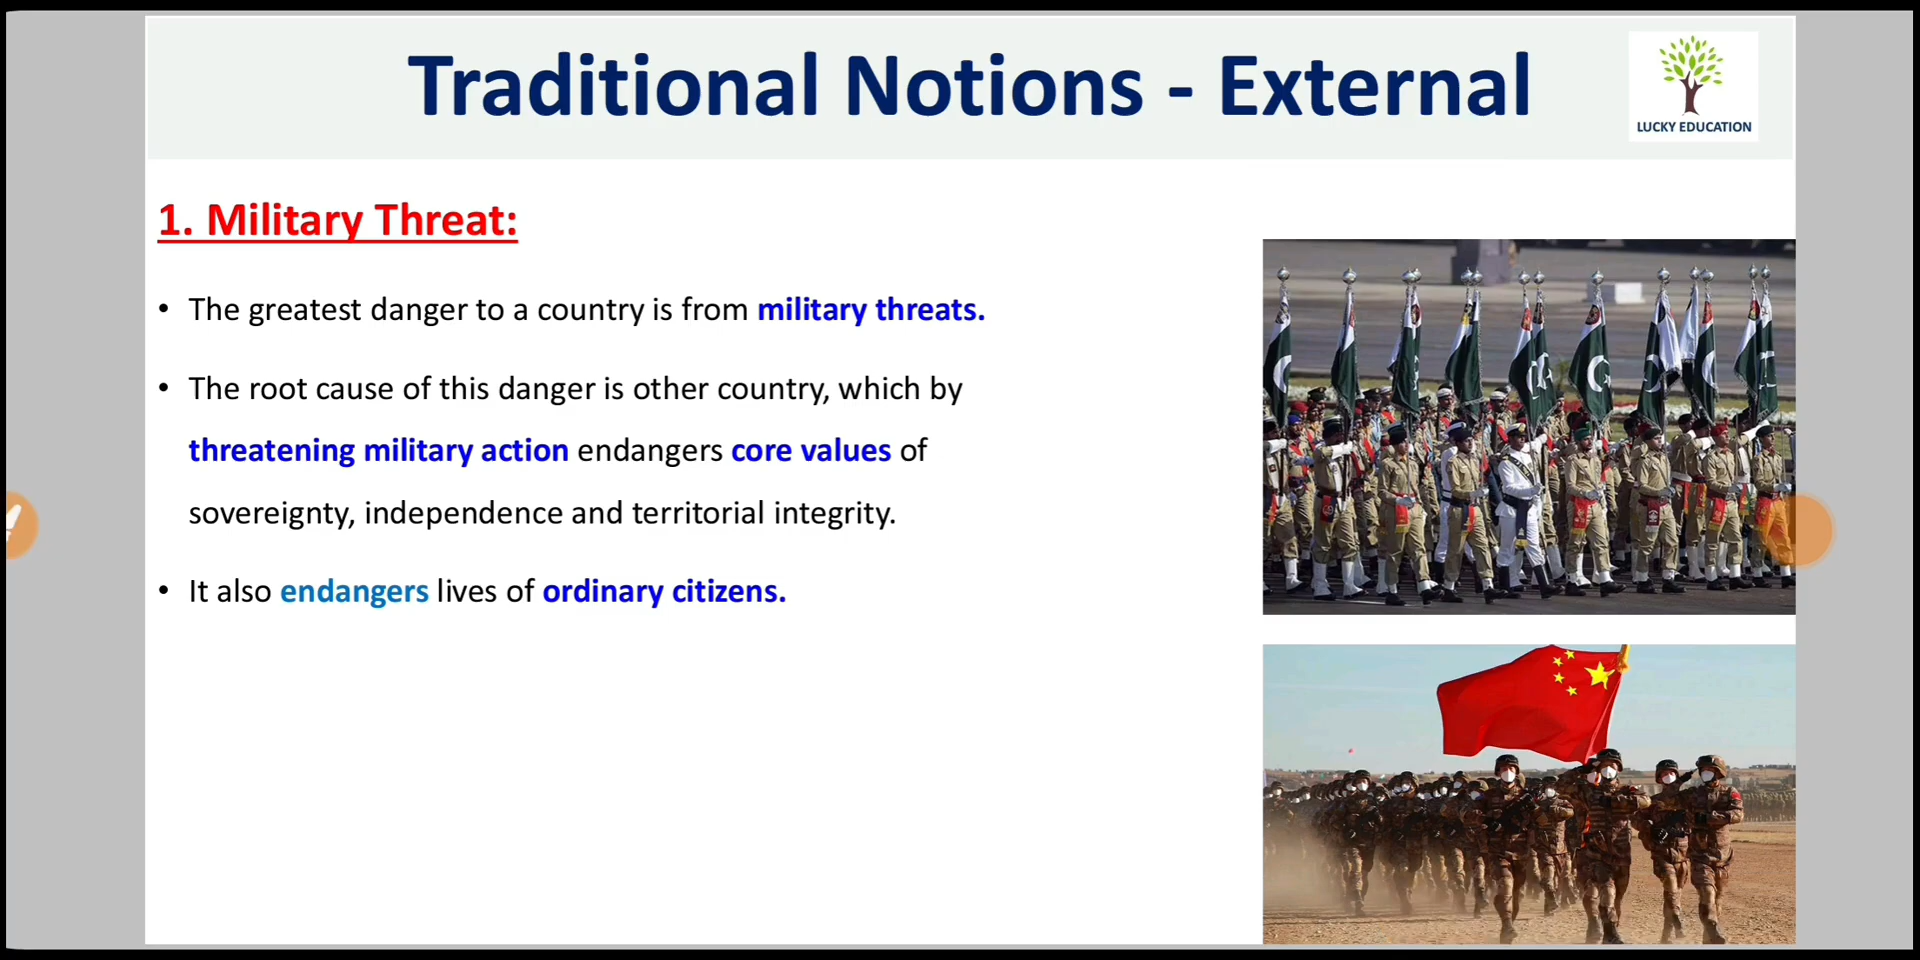 Traditional Notions - External
LUCKY EDUCATION
1. Military Threat:
• The greatest danger to a country is from military threats.
• The root cause of this danger is other country, which by
threatening military action endangers core values of
sovereignty, independence and territorial integrity.
• It also endangers lives of ordinary citizens.